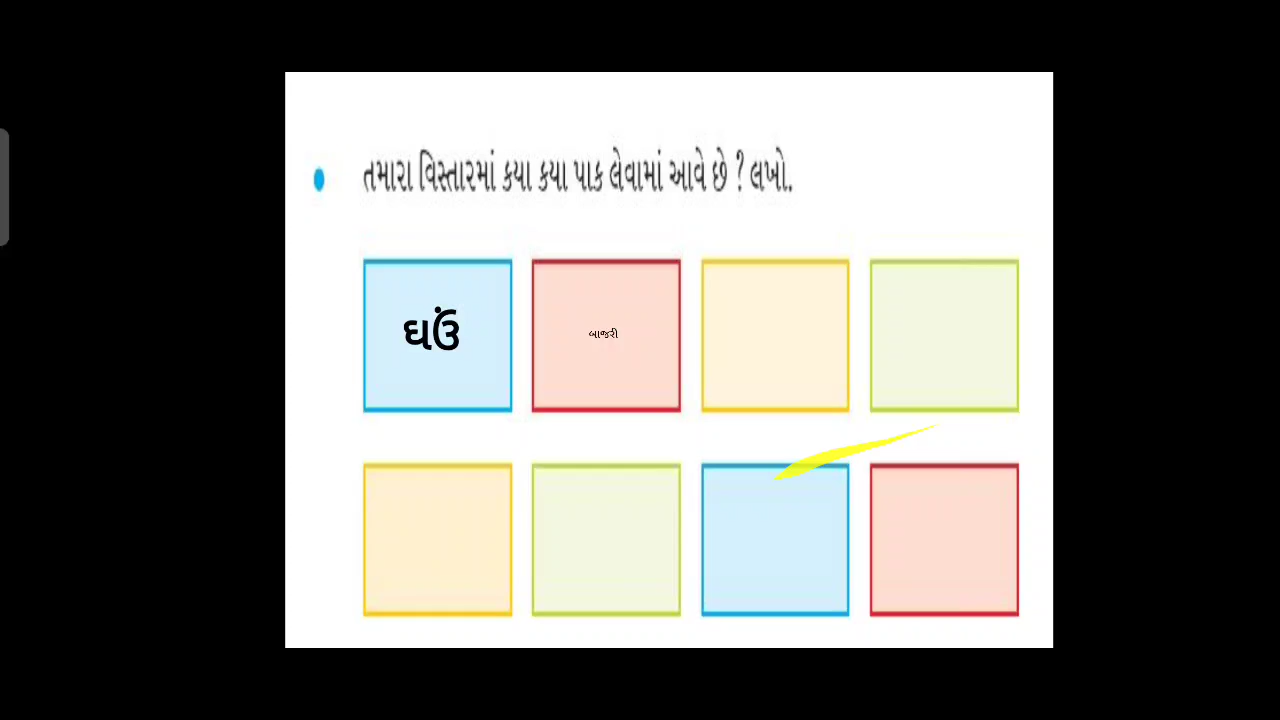 તમારા વિસ્તારમાં કયા કયા પાક લેવામાં આવે છે ? લખો.
ઘઉં
બાજરી